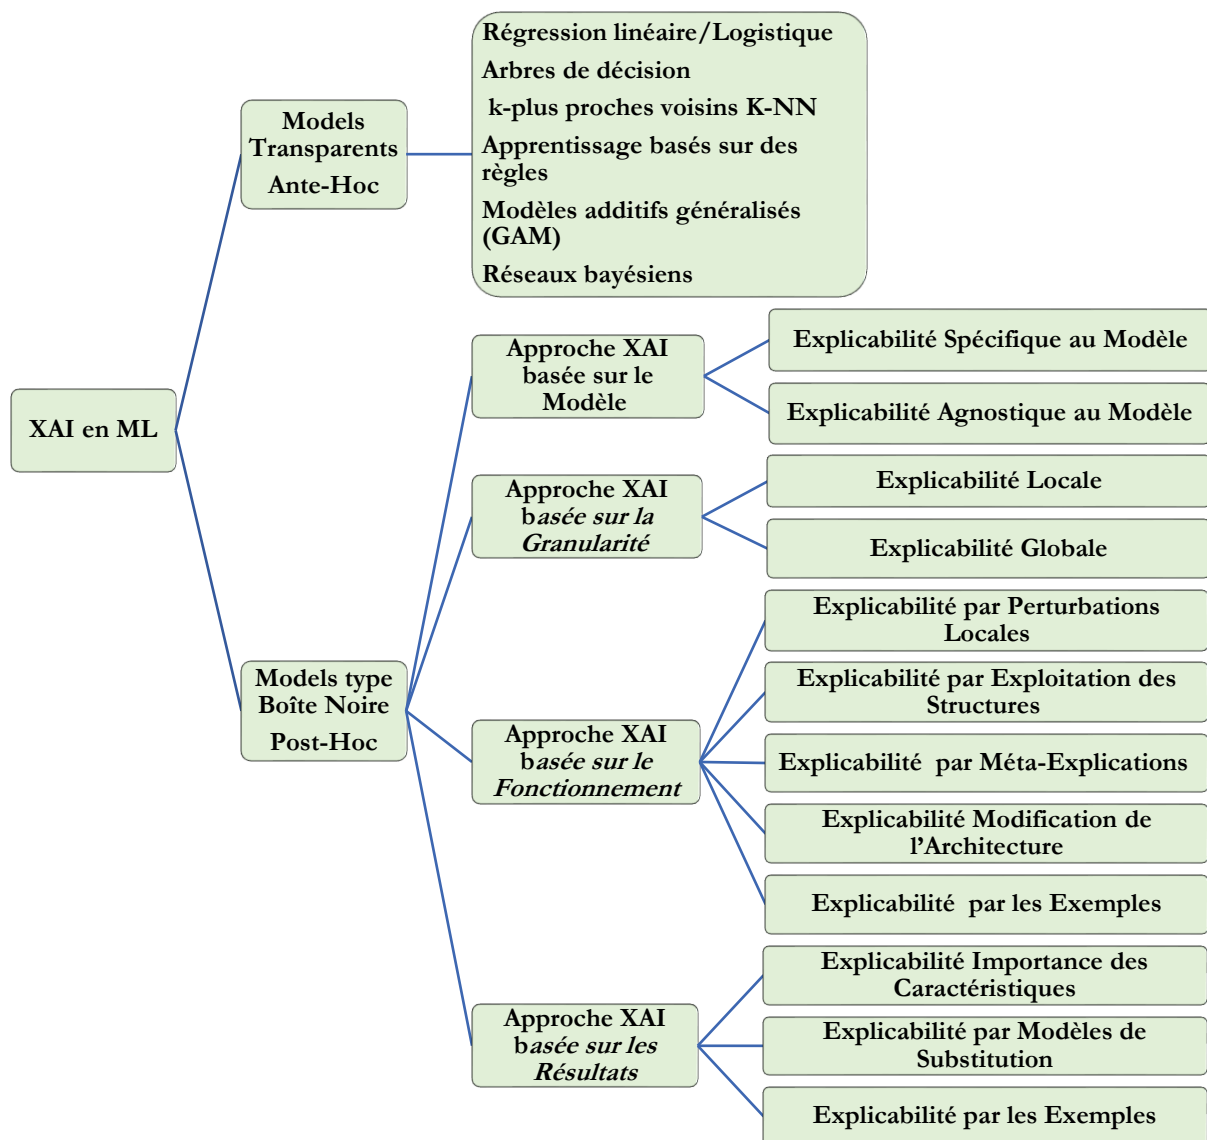 Régression linéaire/Logistique
Arbres de décision
k-plus proches voisins K-NN
Apprentissage basés sur des
règles
Modèles additifs généralisés
(GAM)
Réseaux bayésiens
Models
Transparents
Ante-Hoc
XAI en ML
Models type
Boîte Noire
Post-Hoc
Approche XAI
basée sur le
Modèle
Explicabilité Spécifique au Modèle
Explicabilité Agnostique au Modèle
Approche XAI
basée sur la
Granularité
Explicabilité Locale
Explicabilité Globale
Approche XAI
basée sur le
Fonctionnement
Explicabilité par Perturbations
Locales
Explicabilité par Exploitation des
Structures
Explicabilité par Méta-Explications
Explicabilité Modification de
l’Architecture
Explicabilité par les Exemples
Approche XAI
basée sur les
Résultats
Explicabilité Importance des
Caractéristiques
Explicabilité par Modèles de
Substitution
Explicabilité par les Exemples